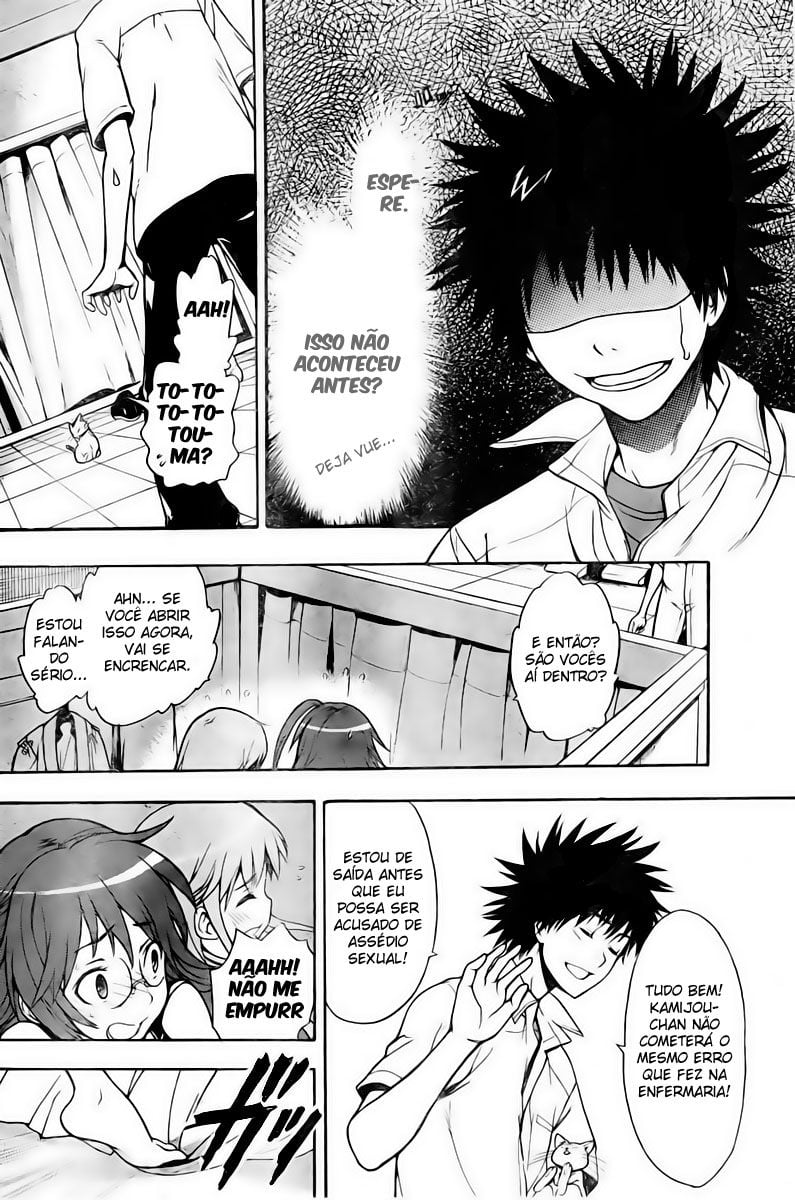 ESPE-
RE.
ISSO NÃO
ACONTECEU
ANTES?
DEJA VUE...
AAH!
TO-TO-
TO-TO-
TOU-
MA?
E ENTÃO?
SÃO VOCÊS
AÍ DENTRO?
AHN... SE
VOCÊ ABRIR
ISSO AGORA,
VAI SE
ENCRENCAR.
ESTOU
FALAN-
DO
SÉRIO...
TUDO BEM!
KAMIJOU-
CHAN NÃO
COMETERÁ O
MESMO ERRO
QUE FEZ NA
ENFERMARIA!
ESTOU DE
SAÍDA ANTES
QUE EU
POSSA SER
ACUSADO DE
ASSÉDIO
SEXUAL!
AAAHH!
NÃO ME
EMPURR
ガッ